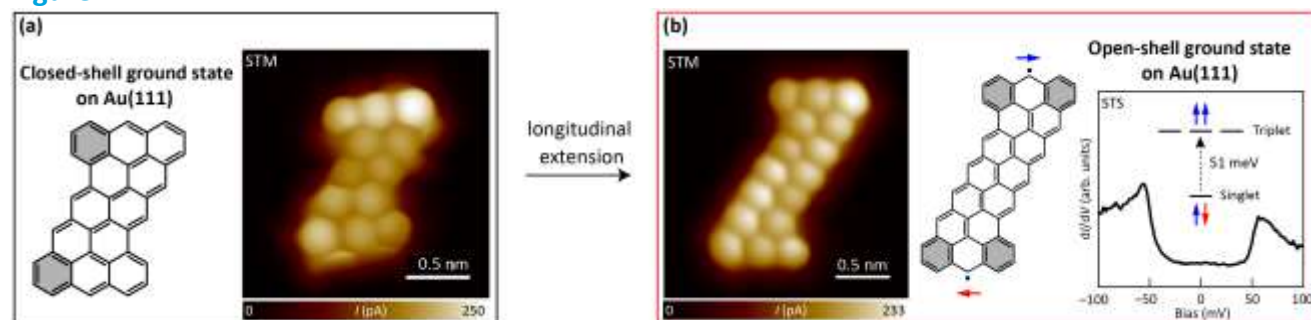 (a)
Closed-shell ground state
on Au(111)
STM
0.5 nm
0
I (pA)
250
longitudinal
extension
(b)
STM
0.5 nm
0
I (pA)
233
Open-shell ground state
on Au(111)
STS
Triplet
51 meV
Singlet
dI/dV (arb. units)
−100
−50
0
50
100
Bias (mV)